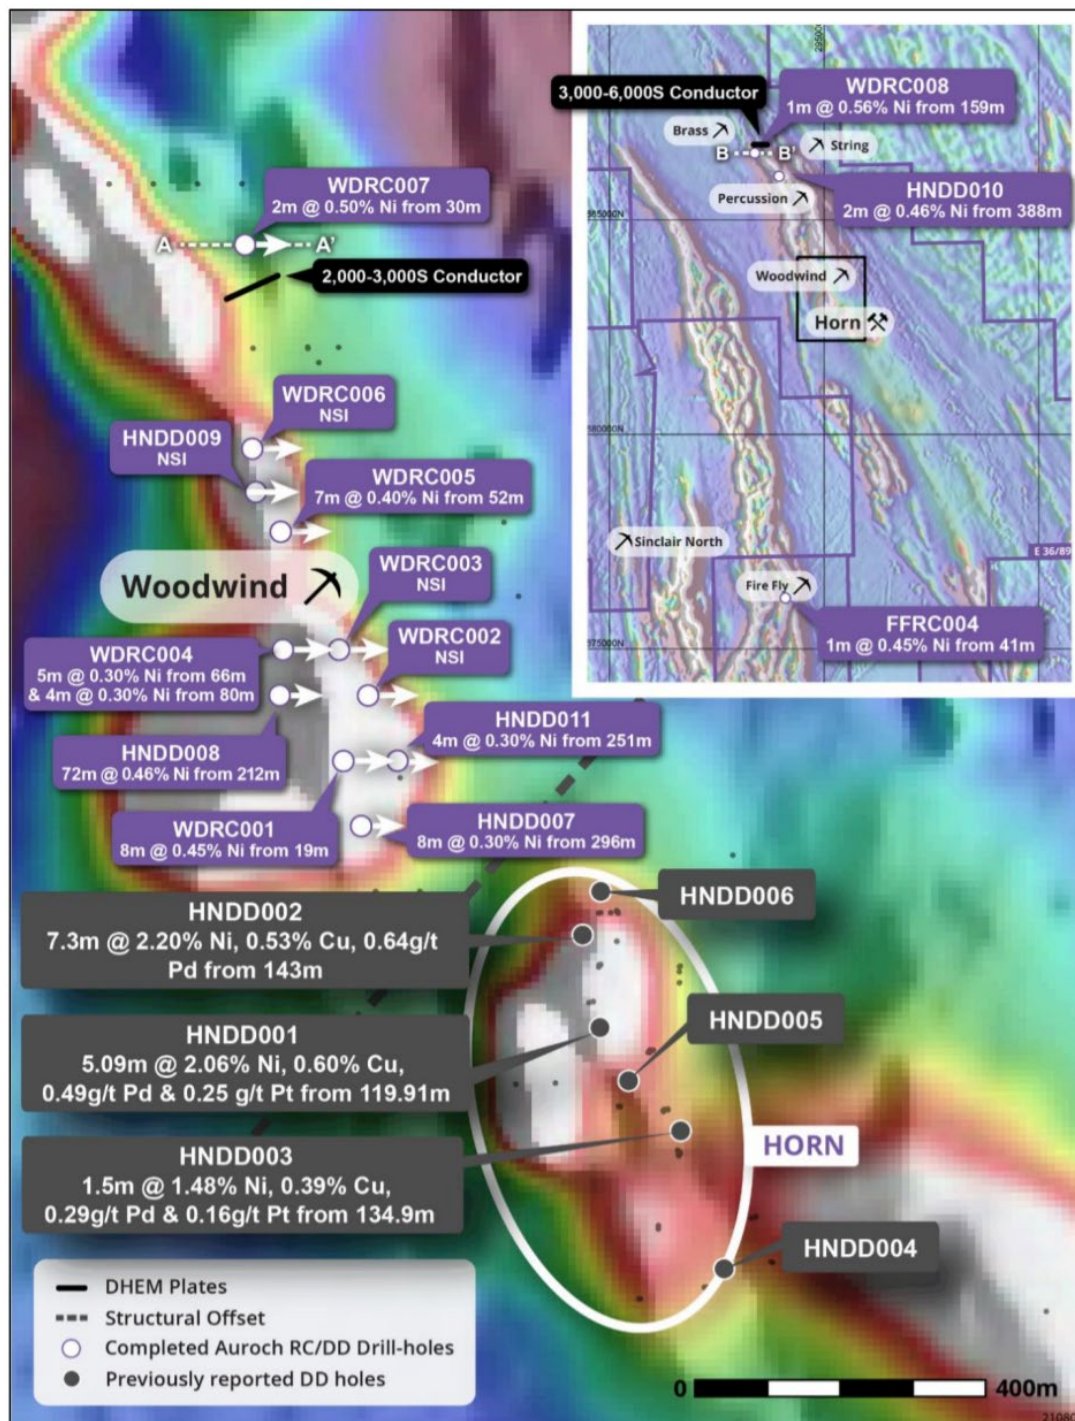 WDRC007
2m @ 0.50% Ni from 30m
A
A'
2,000-3,000S Conductor
WDRC006
NSI
HNDD009
NSI
WDRC005
7m @ 0.40% Ni from 52m
Woodwind
WDRC003
NSI
WDRC004
5m @ 0.30% Ni from 66m
& 4m @ 0.30% Ni from 80m
WDRC002
NSI
HNDD008
72m @ 0.46% Ni from 212m
HNDD011
4m @ 0.30% Ni from 251m
WDRC001
8m @ 0.45% Ni from 19m
HNDD007
8m @ 0.30% Ni from 296m
3,000-6,000S Conductor
WDRC008
1m @ 0.56% Ni from 159m
Brass
B
B'
String
HNDD010
2m @ 0.46% Ni from 388m
Percussion
Woodwind
Horn
Sinclair North
E 36/89
Fire Fly
FFRC004
1m @ 0.45% Ni from 41m
HNDD006
HNDD002
7.3m @ 2.20% Ni, 0.53% Cu, 0.64g/t
Pd from 143m
HNDD005
HNDD001
5.09m @ 2.06% Ni, 0.60% Cu,
0.49g/t Pd & 0.25 g/t Pt from 119.91m
HORN
HNDD003
1.5m @ 1.48% Ni, 0.39% Cu,
0.29g/t Pd & 0.16g/t Pt from 134.9m
HNDD004
DHEM Plates
Structural Offset
Completed Auroch RC/DD Drill-holes
Previously reported DD holes
0
400m